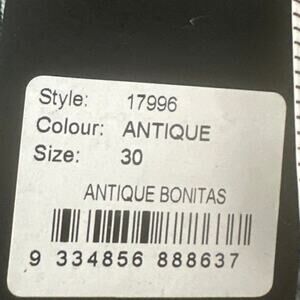 Style: 17996
Colour: ANTIQUE
Size: 30
ANTIQUE BONITAS
9 334856 888637